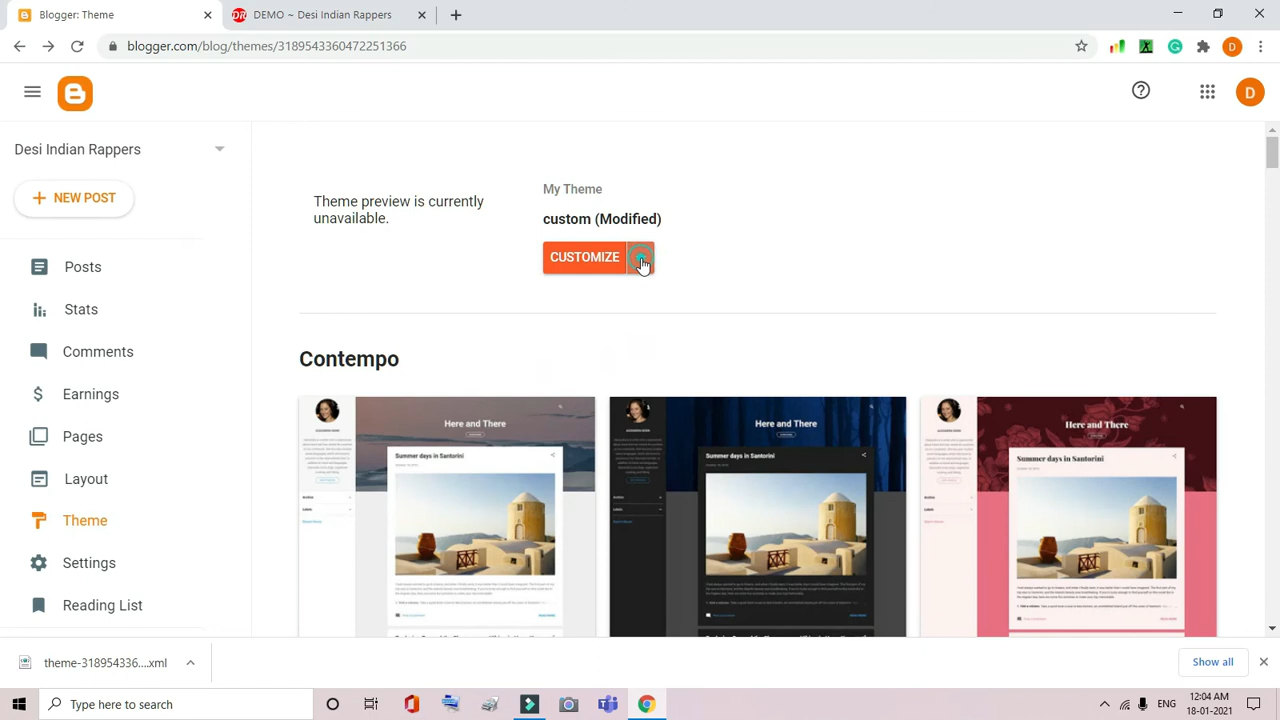 Blogger: Theme
DEMO ~ Desi Indian Rappers
blogger.com/blog/themes/3189543360472251366
D
D
Desi Indian Rappers
NEW POST
Posts
Stats
Comments
Earnings
Pages
Layout
Theme
Settings
Reading List
Theme preview is currently
unavailable.
My Theme
custom (Modified)
CUSTOMIZE
Contempo
Here and There
Summer days in Santorini
Here and There
Summer days in Santorini
Here and There
Summer days in Santorini
theme-318954336....xml
Show all
Type here to search
ENG
12:04 AM
18-01-2021